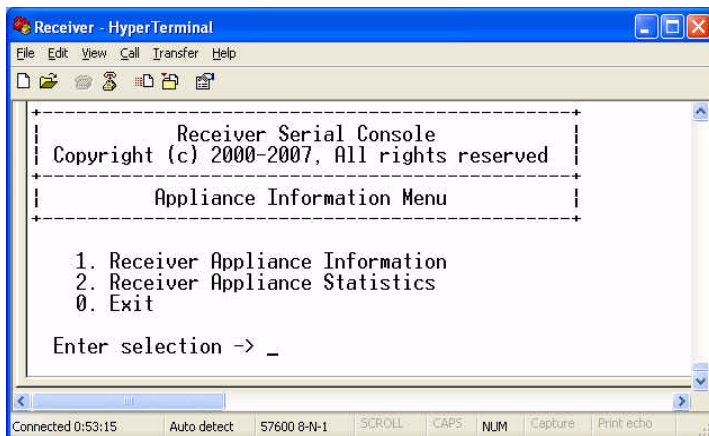 Receiver - HyperTerminal
File Edit View Call Transfer Help
Receiver Serial Console
Copyright (c) 2000-2007, All rights reserved
Appliance Information Menu
1. Receiver Appliance Information
2. Receiver Appliance Statistics
0. Exit
Enter selection -> _
Connected 0:53:15 Auto detect 57600 8-N-1 SCROLL CAPS NUM Capture Print echo